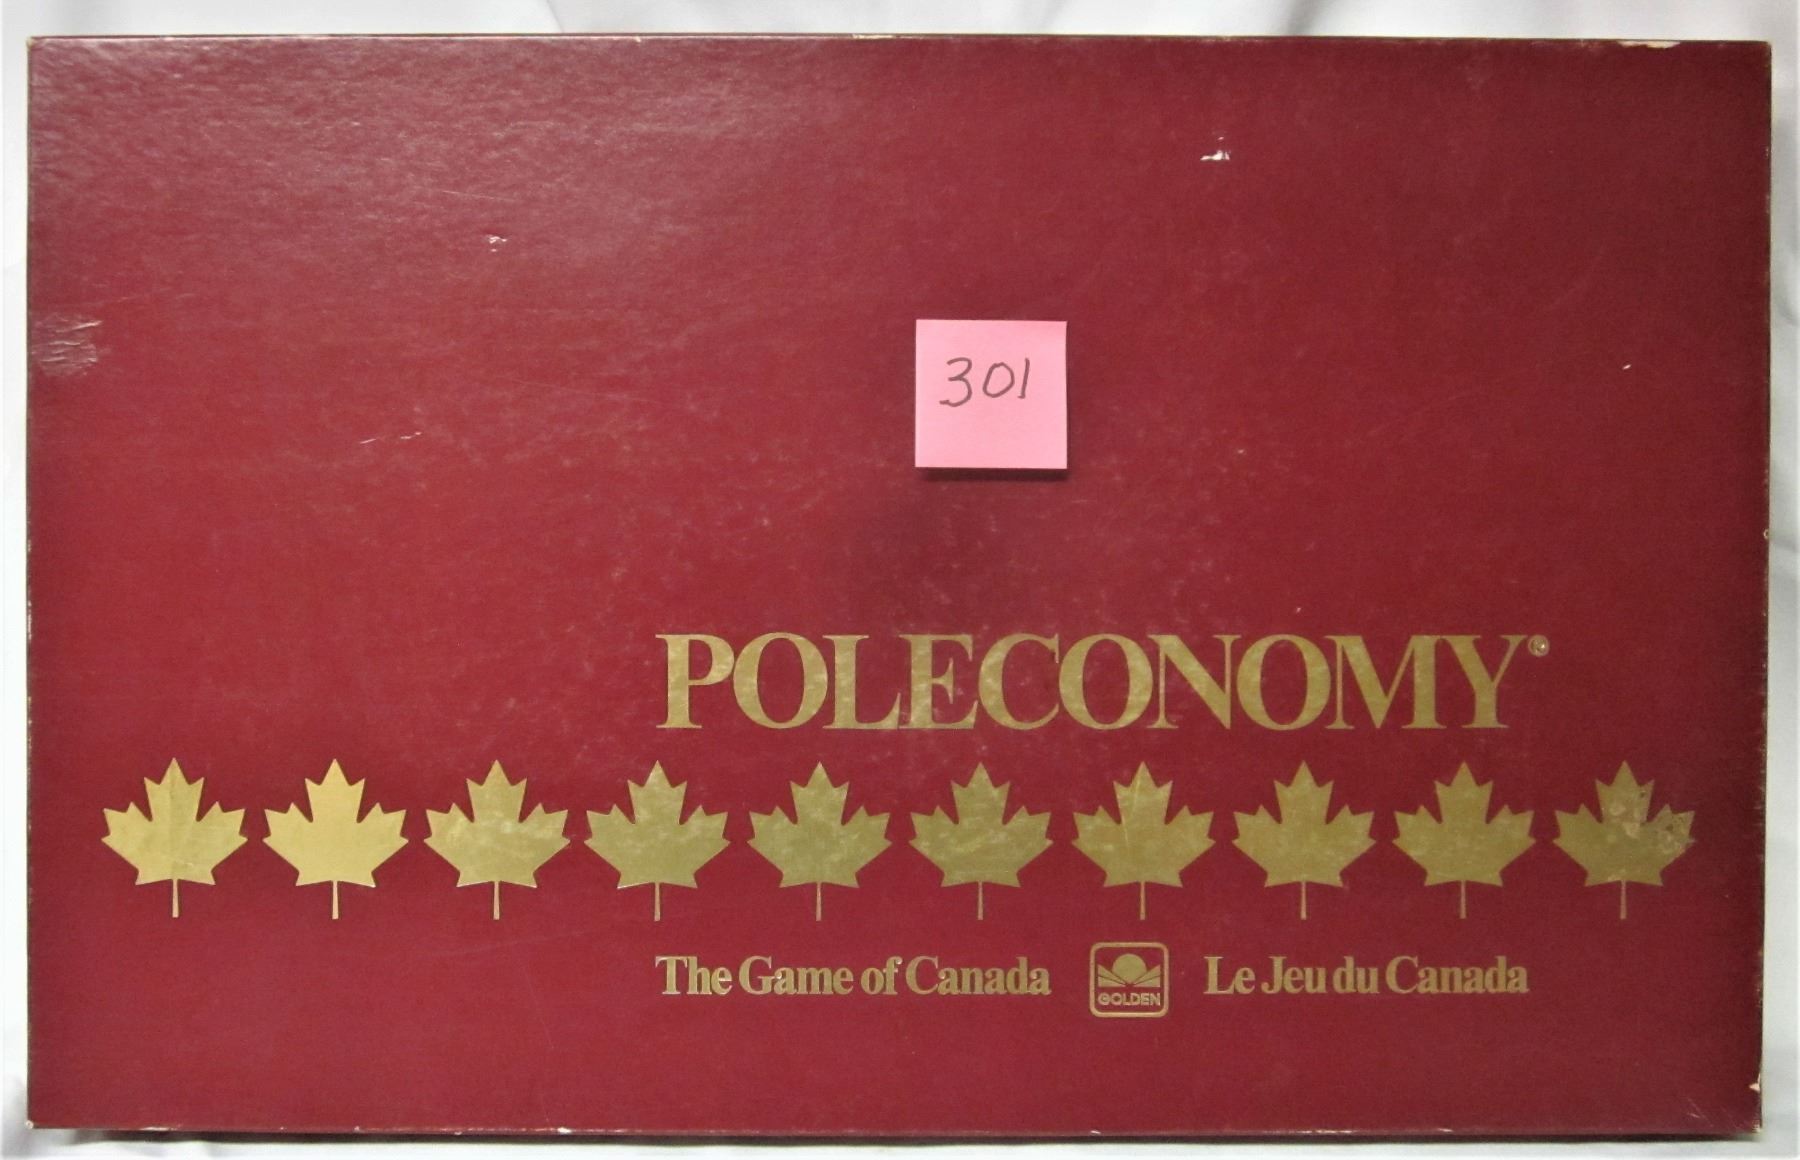 301
POLECONOMY®
The Game of Canada
GOLDEN
Le Jeu du Canada